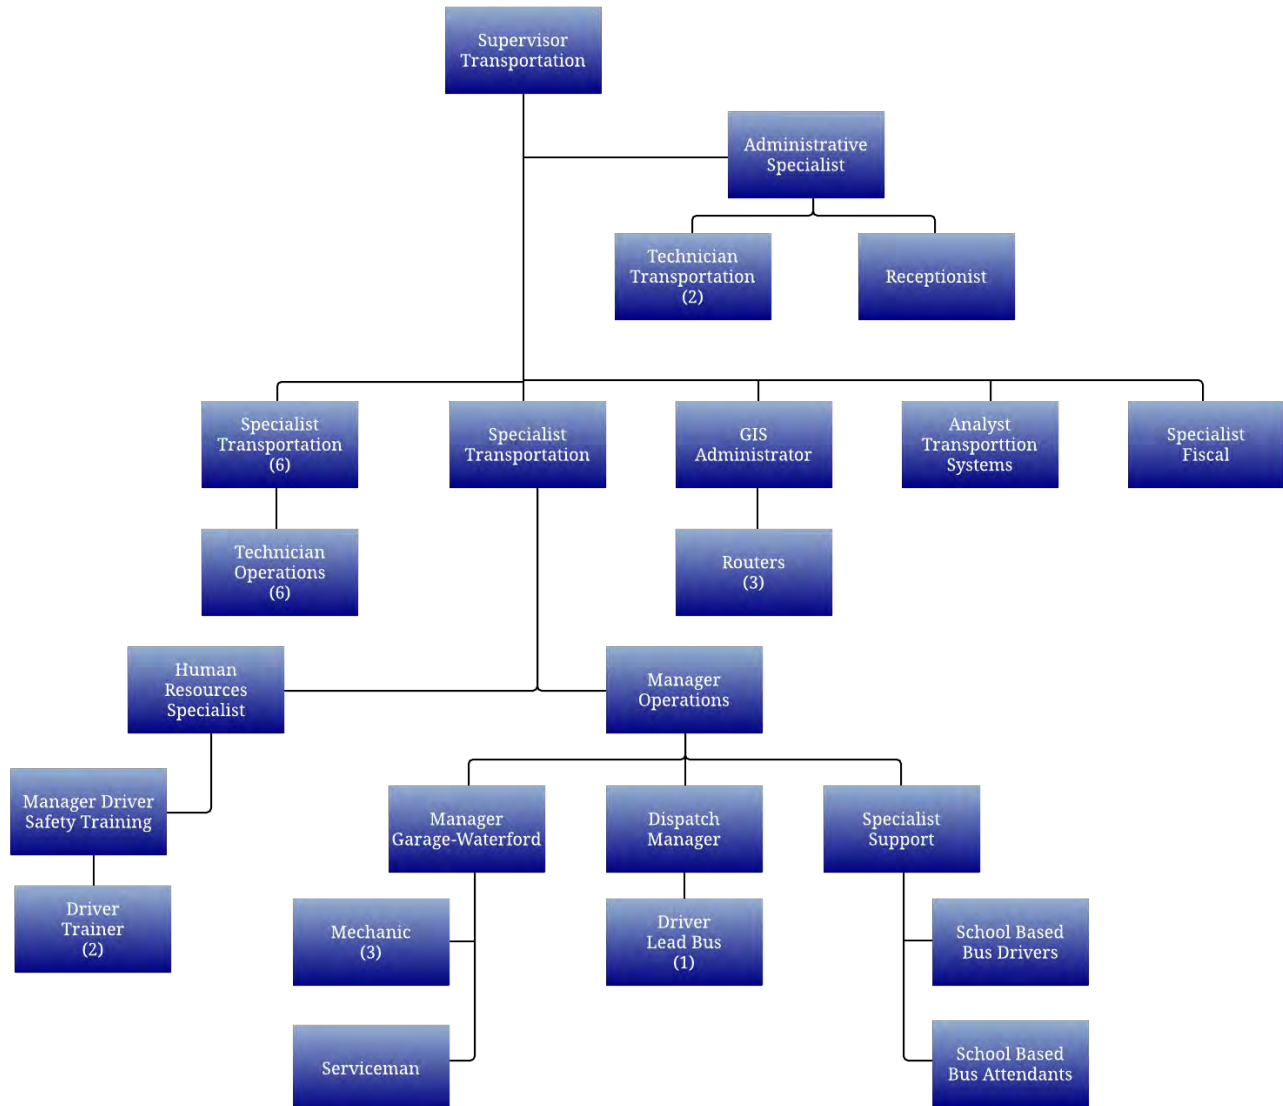 Supervisor
Transportation
Administrative
Specialist
Technician
Transportation
(2)
Receptionist
Specialist
Transportation
(6)
Specialist
Transportation
GIS
Administrator
Analyst
Transporttion
Systems
Specialist
Fiscal
Technician
Operations
(6)
Routers
(3)
Human
Resources
Specialist
Manager
Operations
Manager Driver
Safety Training
Manager
Garage-Waterford
Dispatch
Manager
Specialist
Support
Driver
Trainer
(2)
Mechanic
(3)
Driver
Lead Bus
(1)
School Based
Bus Drivers
Serviceman
School Based
Bus Attendants